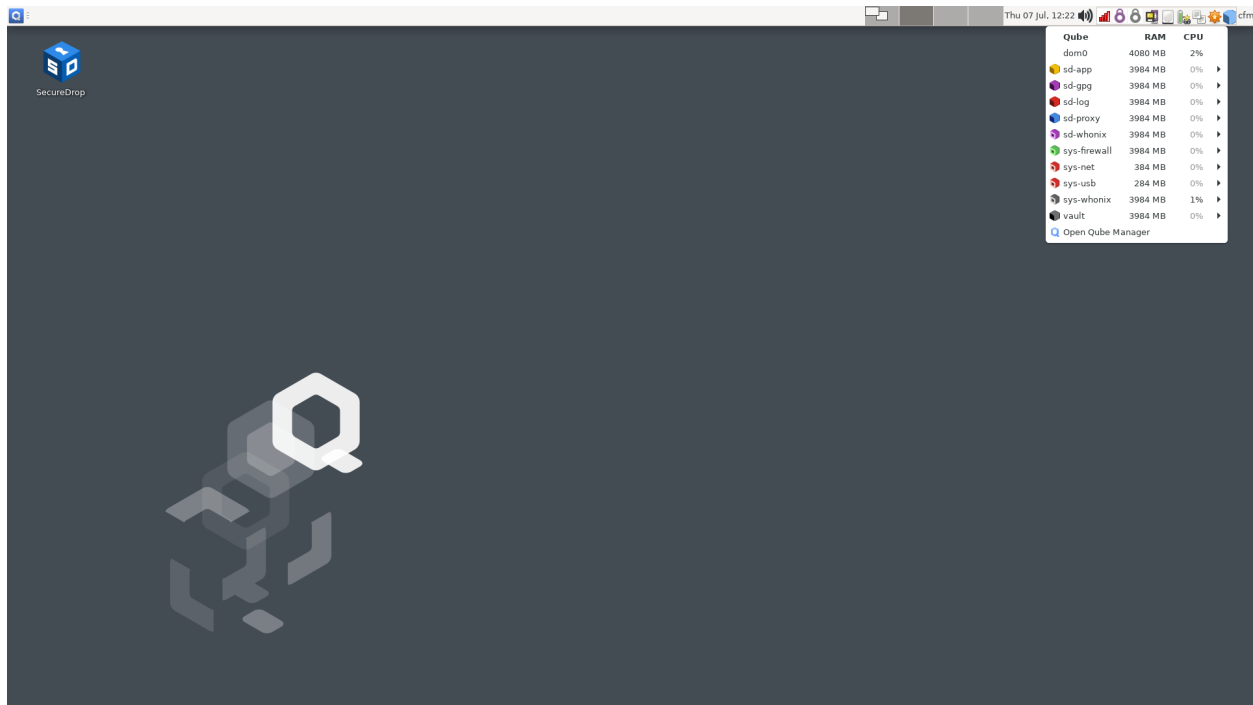 Thu 07 Jul, 12:22 cfm
SecureDrop
Qube RAM CPU
dom0 4080 MB 2%
sd-app 3984 MB 0%
sd-gpg 3984 MB 0%
sd-log 3984 MB 0%
sd-proxy 3984 MB 0%
sd-whonix 3984 MB 0%
sys-firewall 3984 MB 0%
sys-net 384 MB 0%
sys-usb 284 MB 0%
sys-whonix 3984 MB 1%
vault 3984 MB 0%
Open Qube Manager